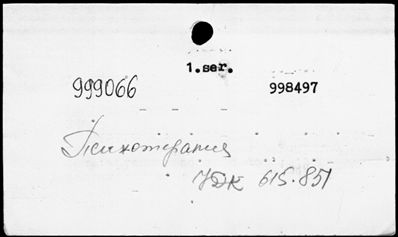 1.ser.
999066 998497
Психотерапия
УДК 615.851